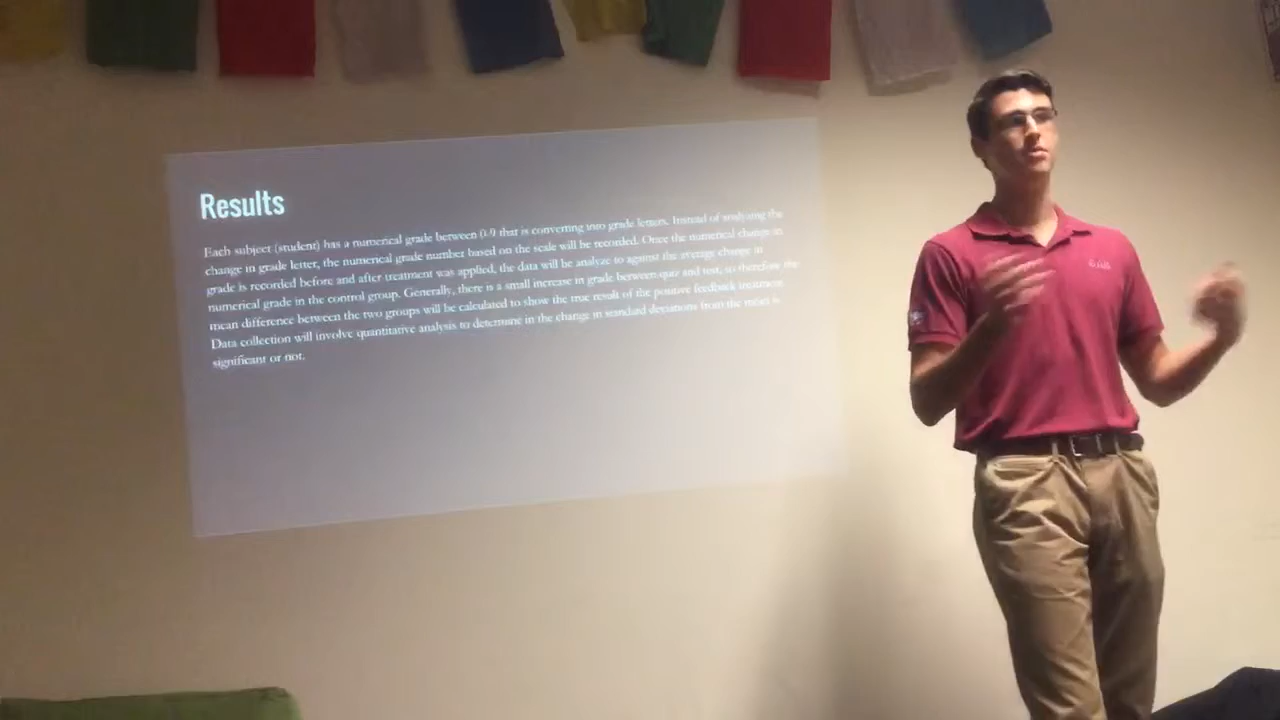 Results
Each subject (student) has a numerical grade between 0-9 that is converting into grade letters. Instead of analyzing the
change in grade letter, the numerical grade number based on the scale will be recorded. Once the numerical change in
grade is recorded before and after treatment was applied, the data will be analyze to against the average change in
numerical grade in the control group. Generally, there is a small increase in grade between quiz and test, so therefore the
mean difference between the two groups will be calculated to show the true result of the positive feedback treatment
Data collection will involve quantitative analysis to determine in the change in standard deviations from the mean is
significant or not.